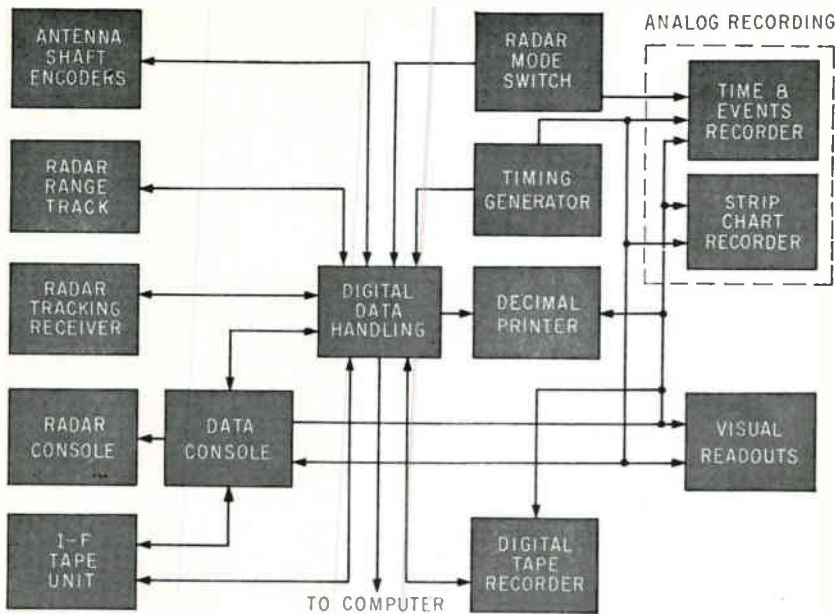 ANALOG RECORDING
ANTENNA
SHAFT
ENCODERS
RADAR
MODE
SWITCH
TIME &
EVENTS
RECORDER
RADAR
RANGE
TRACK
TIMING
GENERATOR
STRIP
CHART
RECORDER
RADAR
TRACKING
RECEIVER
DIGITAL
DATA
HANDLING
DECIMAL
PRINTER
RADAR
CONSOLE
DATA
CONSOLE
VISUAL
READOUTS
I-F
TAPE
UNIT
DIGITAL
TAPE
RECORDER
TO COMPUTER